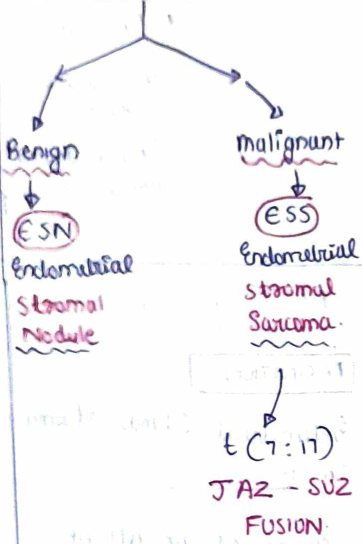 Benign
ESN
Endometrial
Stromal
Nodule
Malignant
ESS
Endometrial
Stromal
Sarcoma.
t (7:17)
JAZ - SUZ
FUSION